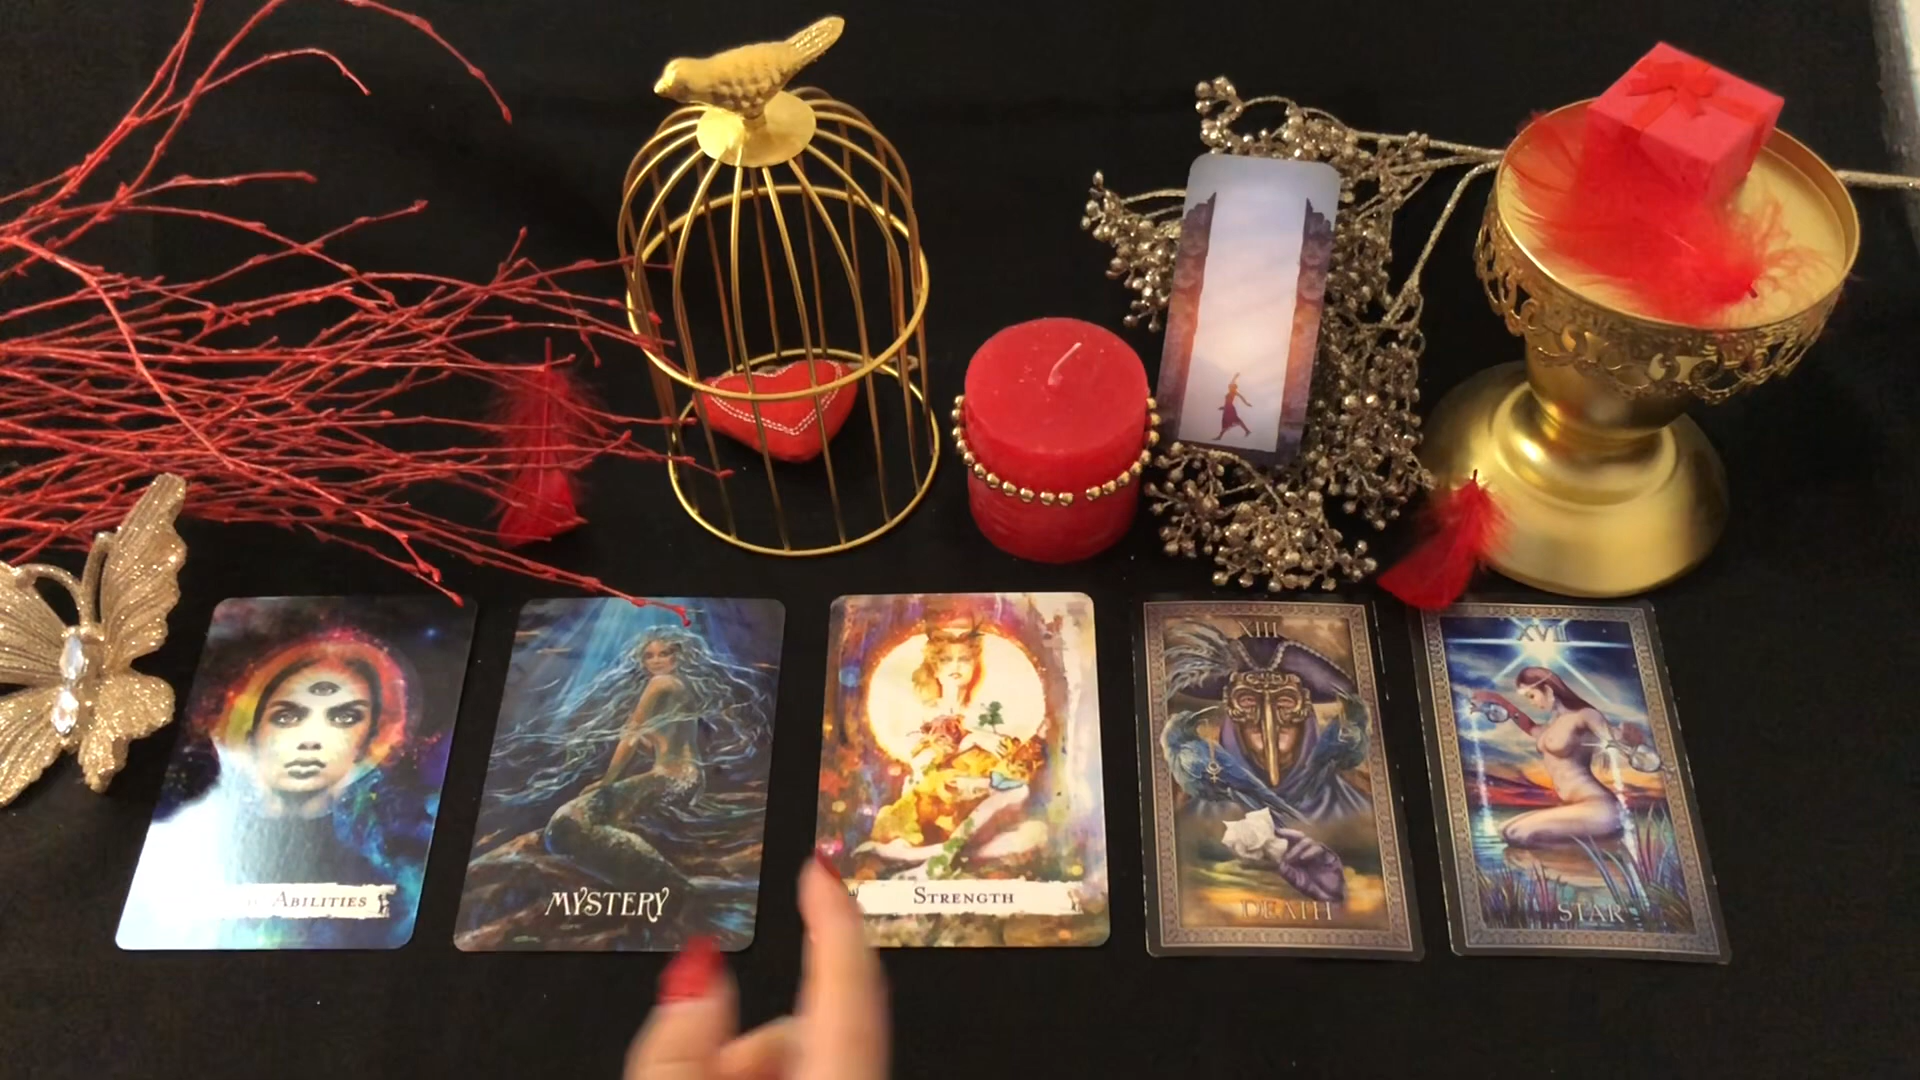 ABILITIES
MYSTERY
STRENGTH
XIII
DEATH
XVII
STAR